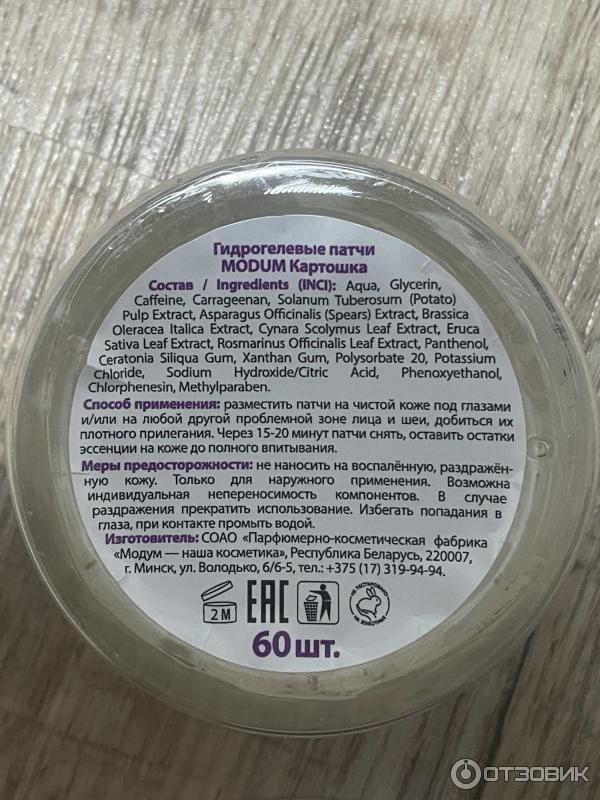 Гидрогелевые патчи
MODUM Картошка
Состав / Ingredients (INCI): Aqua, Glycerin,
Caffeine, Carrageenan, Solanum Tuberosum (Potato)
Pulp Extract, Asparagus Officinalis (Spears) Extract, Brassica
Oleracea Italica Extract, Cynara Scolymus Leaf Extract, Eruca
Sativa Leaf Extract, Rosmarinus Officinalis Leaf Extract, Panthenol,
Ceratonia Siliqua Gum, Xanthan Gum, Polysorbate 20, Potassium
Chloride, Sodium Hydroxide/Citric Acid, Phenoxyethanol,
Chlorphenesin, Methylparaben.
Способ применения: разместить патчи на чистой коже под глазами
и/или на любой другой проблемной зоне лица и шеи, добиться их
плотного прилегания. Через 15-20 минут патчи снять, оставить остатки
эссенции на коже до полного впитывания.
Меры предосторожности: не наносить на воспалённую, раздражён-
ную кожу. Только для наружного применения. Возможна
индивидуальная непереносимость компонентов. В случае
раздражения прекратить использование. Избегать попадания в
глаза, при контакте промыть водой.
Изготовитель: СОАО «Парфюмерно-косметическая фабрика
«Модум — наша косметика», Республика Беларусь, 220007,
г. Минск, ул. Володько, 6/6-5, тел.: +375 (17) 319-94-94.
2 М
EAC
НЕ ТЕСТИРОВАНО
НА ЖИВОТНЫХ
60 шт.
ОТЗОВИК